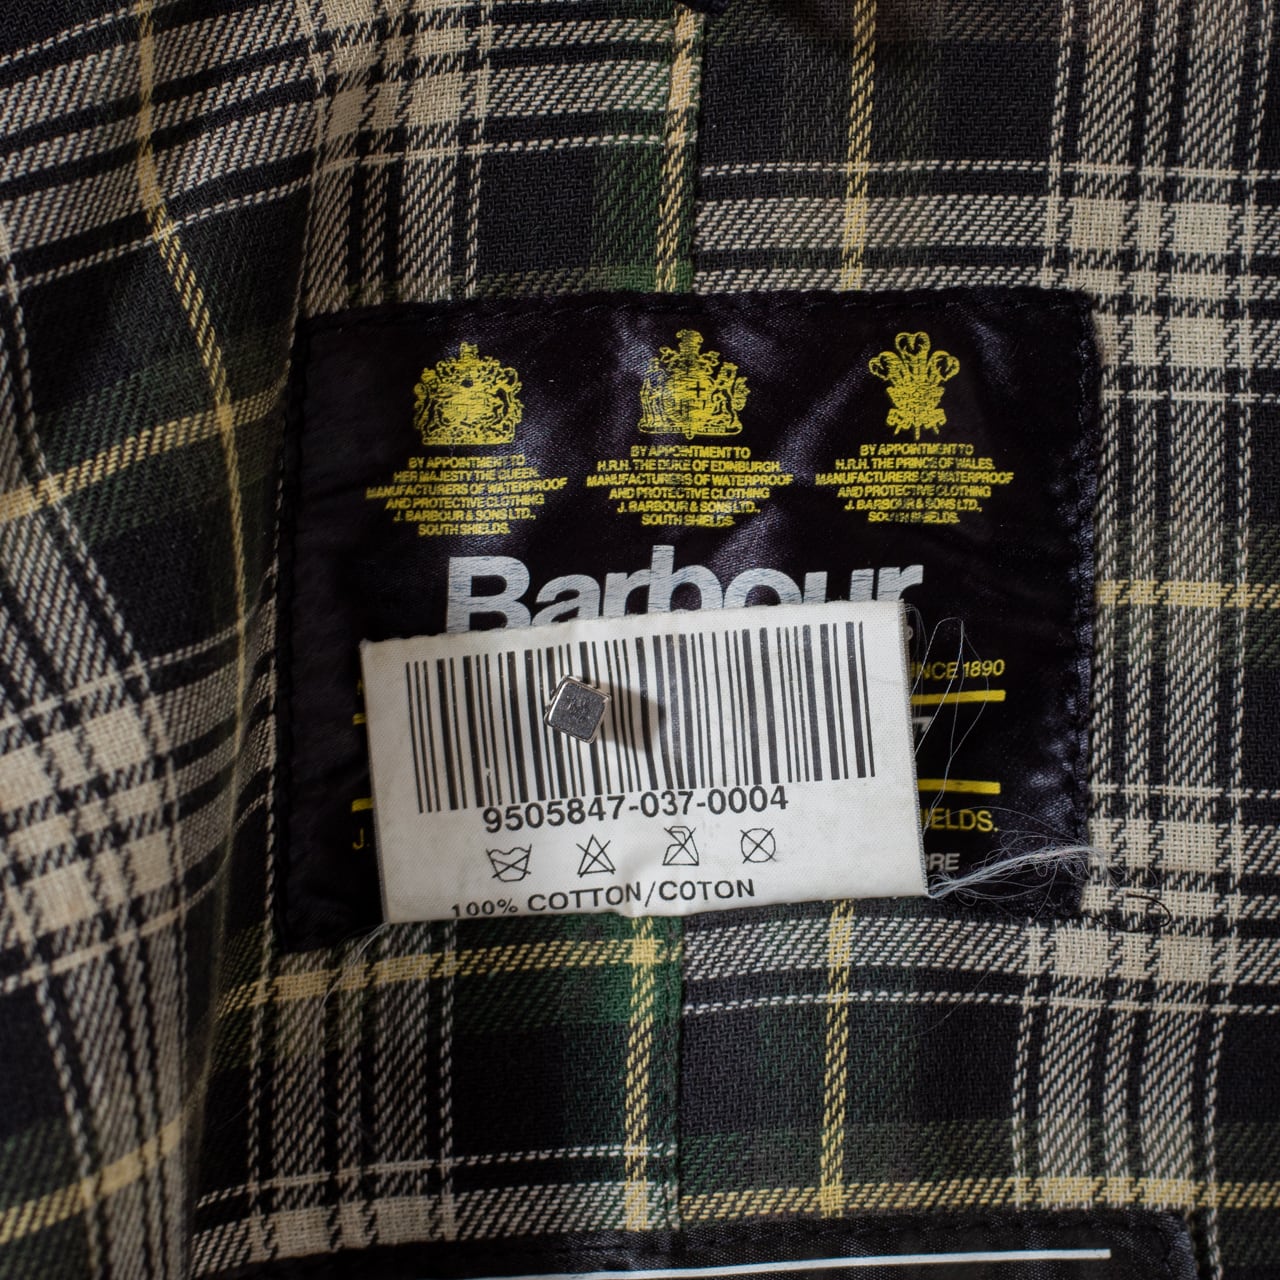 BY APPOINTMENT TO
HER MAJESTY THE QUEEN.
MANUFACTURERS OF WATERPROOF
AND PROTECTIVE CLOTHING
J. BARBOUR & SONS LTD.,
SOUTH SHIELDS.
BY APPOINTMENT TO
H.R.H. THE DUKE OF EDINBURGH.
MANUFACTURERS OF WATERPROOF
AND PROTECTIVE CLOTHING
J. BARBOUR & SONS LTD.,
SOUTH SHIELDS.
BY APPOINTMENT TO
H.R.H. THE PRINCE OF WALES.
MANUFACTURERS OF WATERPROOF
AND PROTECTIVE CLOTHING
J. BARBOUR & SONS LTD.,
SOUTH SHIELDS.
Barbour
SINCE 1890
9505847-037-0004
100% COTTON/COTON